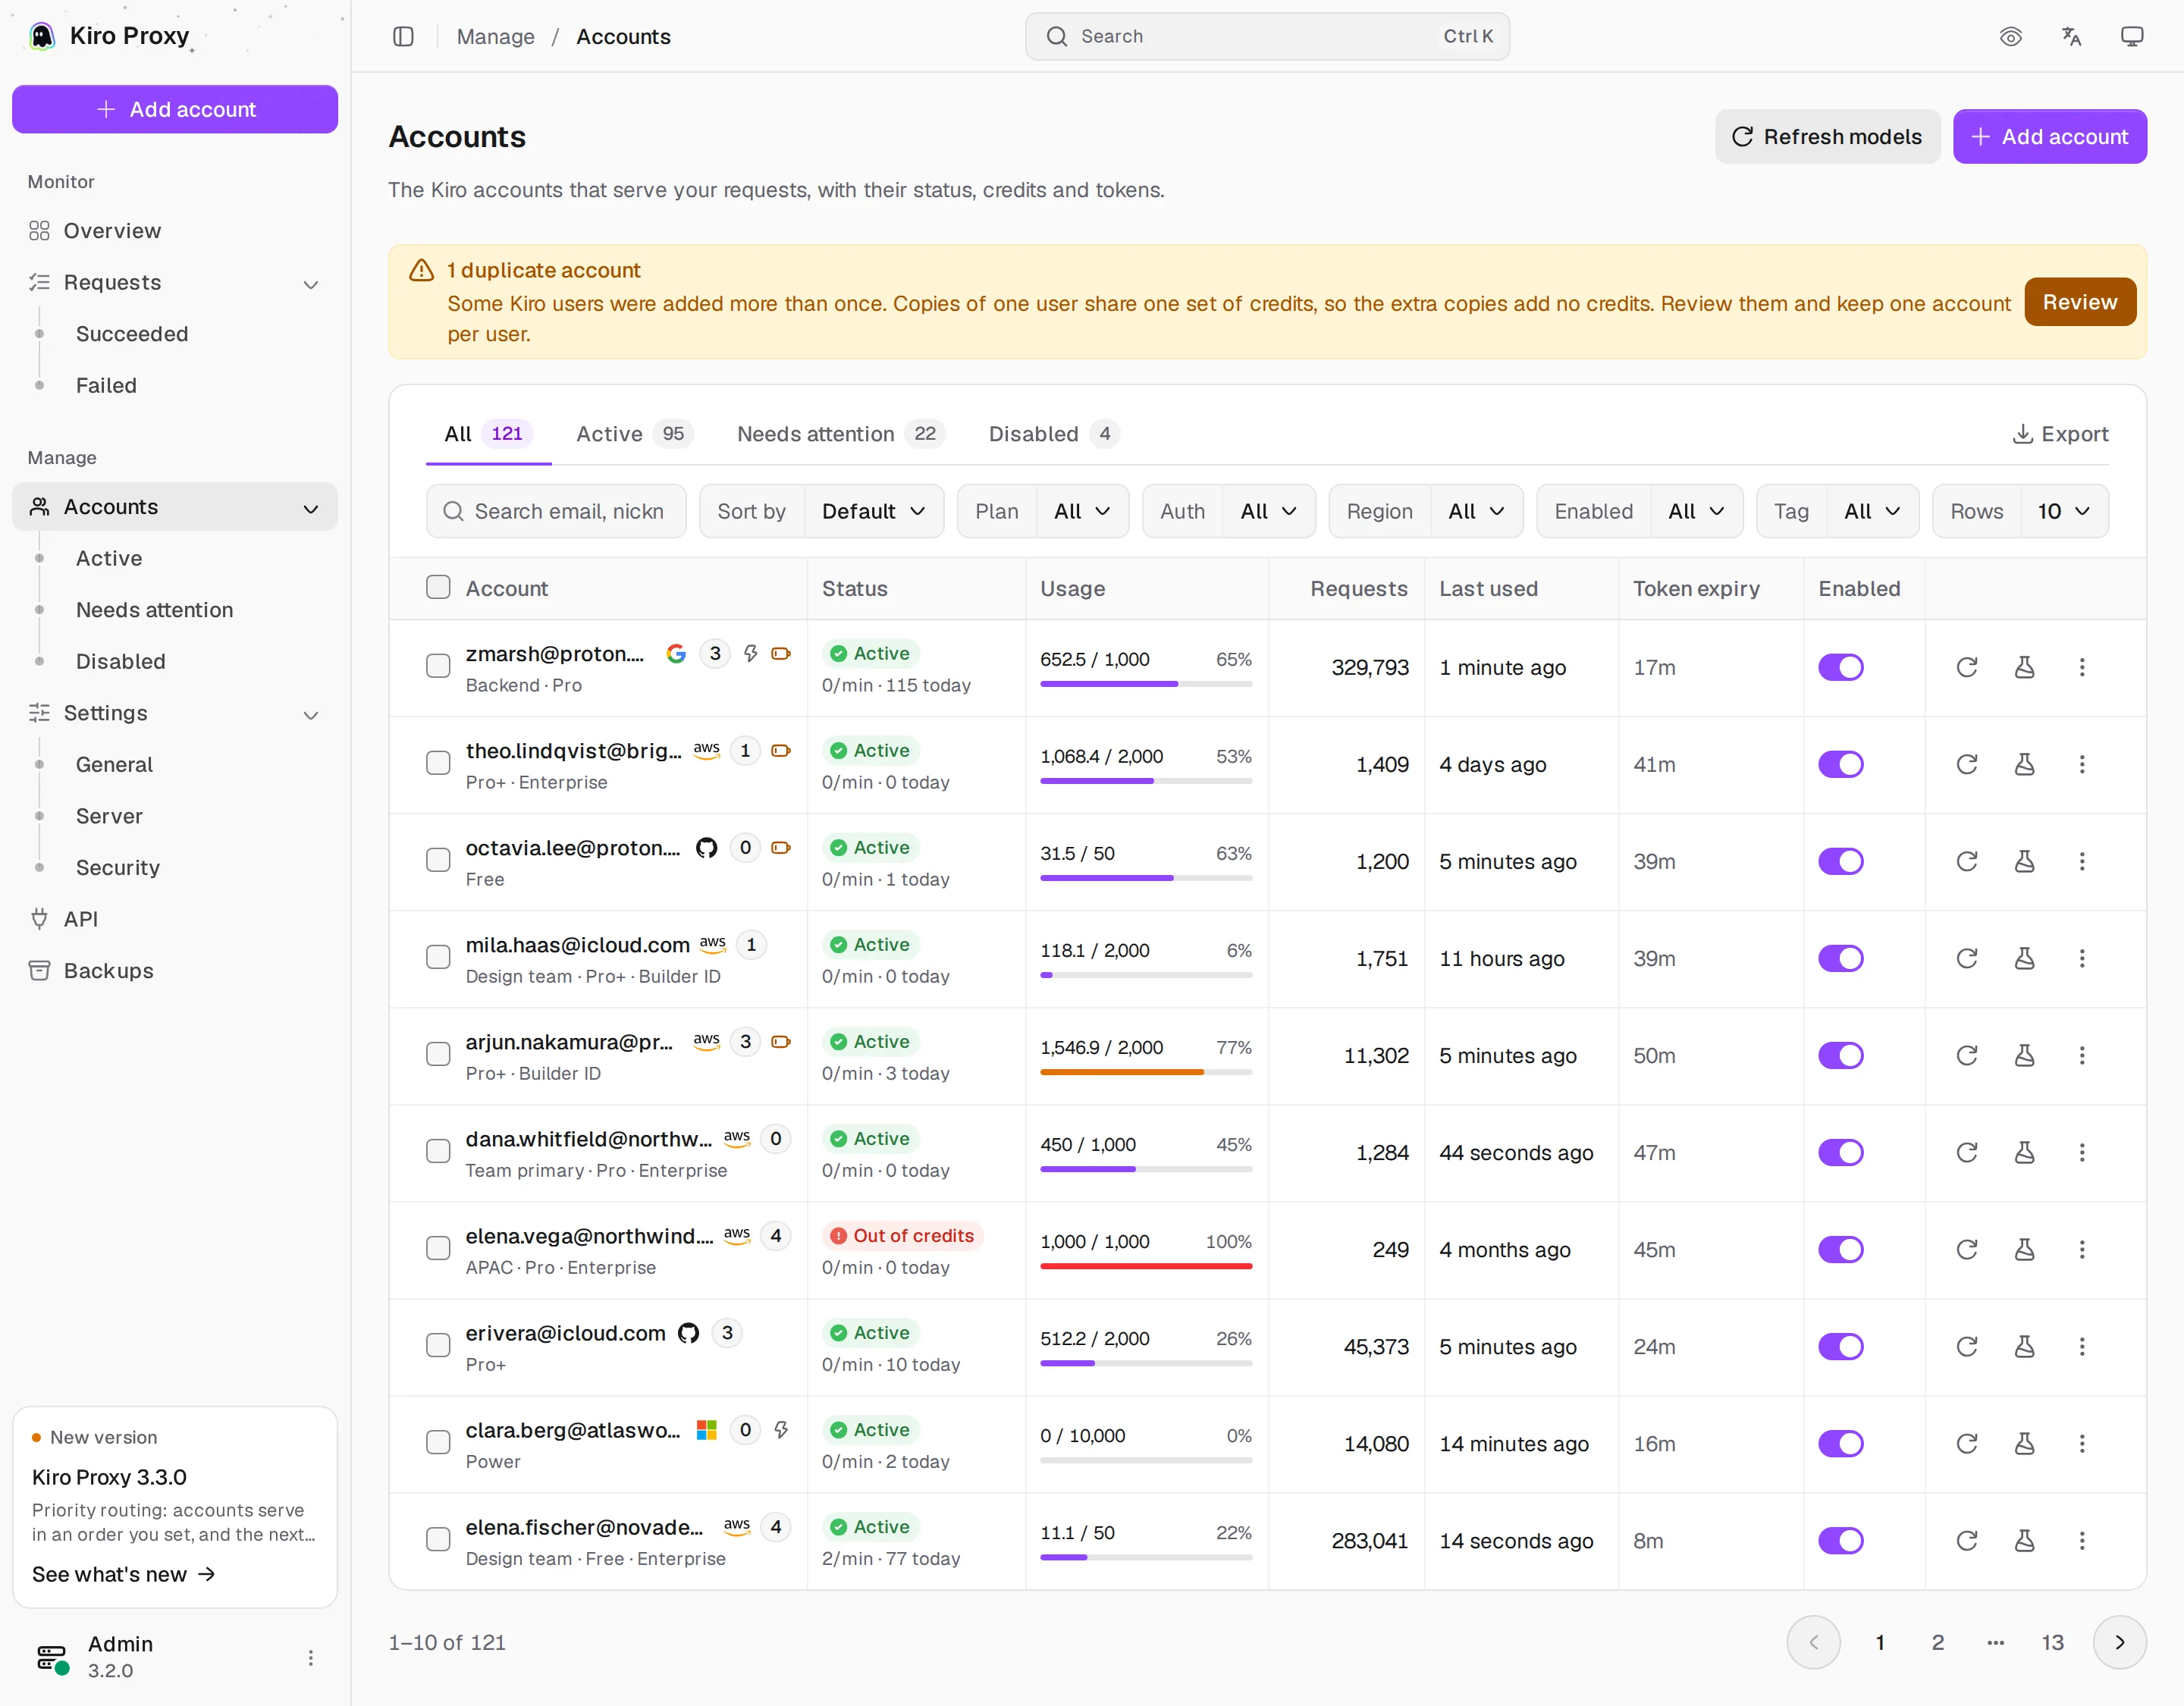 Kiro Proxy
Add account
Monitor
Overview
Requests
Succeeded
Failed
Manage
Accounts
Active
Needs attention
Disabled
Settings
General
Server
Security
API
Backups
New version
Kiro Proxy 3.3.0
Priority routing: accounts serve
in an order you set, and the next...
See what's new →
Admin
3.2.0
Manage / Accounts
Search Ctrl K
Accounts
Refresh models
Add account
The Kiro accounts that serve your requests, with their status, credits and tokens.
1 duplicate account
Some Kiro users were added more than once. Copies of one user share one set of credits, so the extra copies add no credits. Review them and keep one account
per user.
Review
All 121 Active 95 Needs attention 22 Disabled 4 Export
Search email, nickn Sort by Default Plan All Auth All Region All Enabled All Tag All Rows 10
Account Status Usage Requests Last used Token expiry Enabled
zmarsh@proton.... 3 Active 652.5 / 1,000 65% 329,793 1 minute ago 17m
Backend · Pro 0/min · 115 today
theo.lindqvist@brig... aws 1 Active 1,068.4 / 2,000 53% 1,409 4 days ago 41m
Pro+ · Enterprise 0/min · 0 today
octavia.lee@proton.... 0 Active 31.5 / 50 63% 1,200 5 minutes ago 39m
Free 0/min · 1 today
mila.haas@icloud.com aws 1 Active 118.1 / 2,000 6% 1,751 11 hours ago 39m
Design team · Pro+ · Builder ID 0/min · 0 today
arjun.nakamura@pr... aws 3 Active 1,546.9 / 2,000 77% 11,302 5 minutes ago 50m
Pro+ · Builder ID 0/min · 3 today
dana.whitfield@northw... aws 0 Active 450 / 1,000 45% 1,284 44 seconds ago 47m
Team primary · Pro · Enterprise 0/min · 0 today
elena.vega@northwind.... aws 4 Out of credits 1,000 / 1,000 100% 249 4 months ago 45m
APAC · Pro · Enterprise 0/min · 0 today
erivera@icloud.com 3 Active 512.2 / 2,000 26% 45,373 5 minutes ago 24m
Pro+ 0/min · 10 today
clara.berg@atlaswo... 0 Active 0 / 10,000 0% 14,080 14 minutes ago 16m
Power 0/min · 2 today
elena.fischer@novade... aws 4 Active 11.1 / 50 22% 283,041 14 seconds ago 8m
Design team · Free · Enterprise 2/min · 77 today
1–10 of 121
1 2 ••• 13